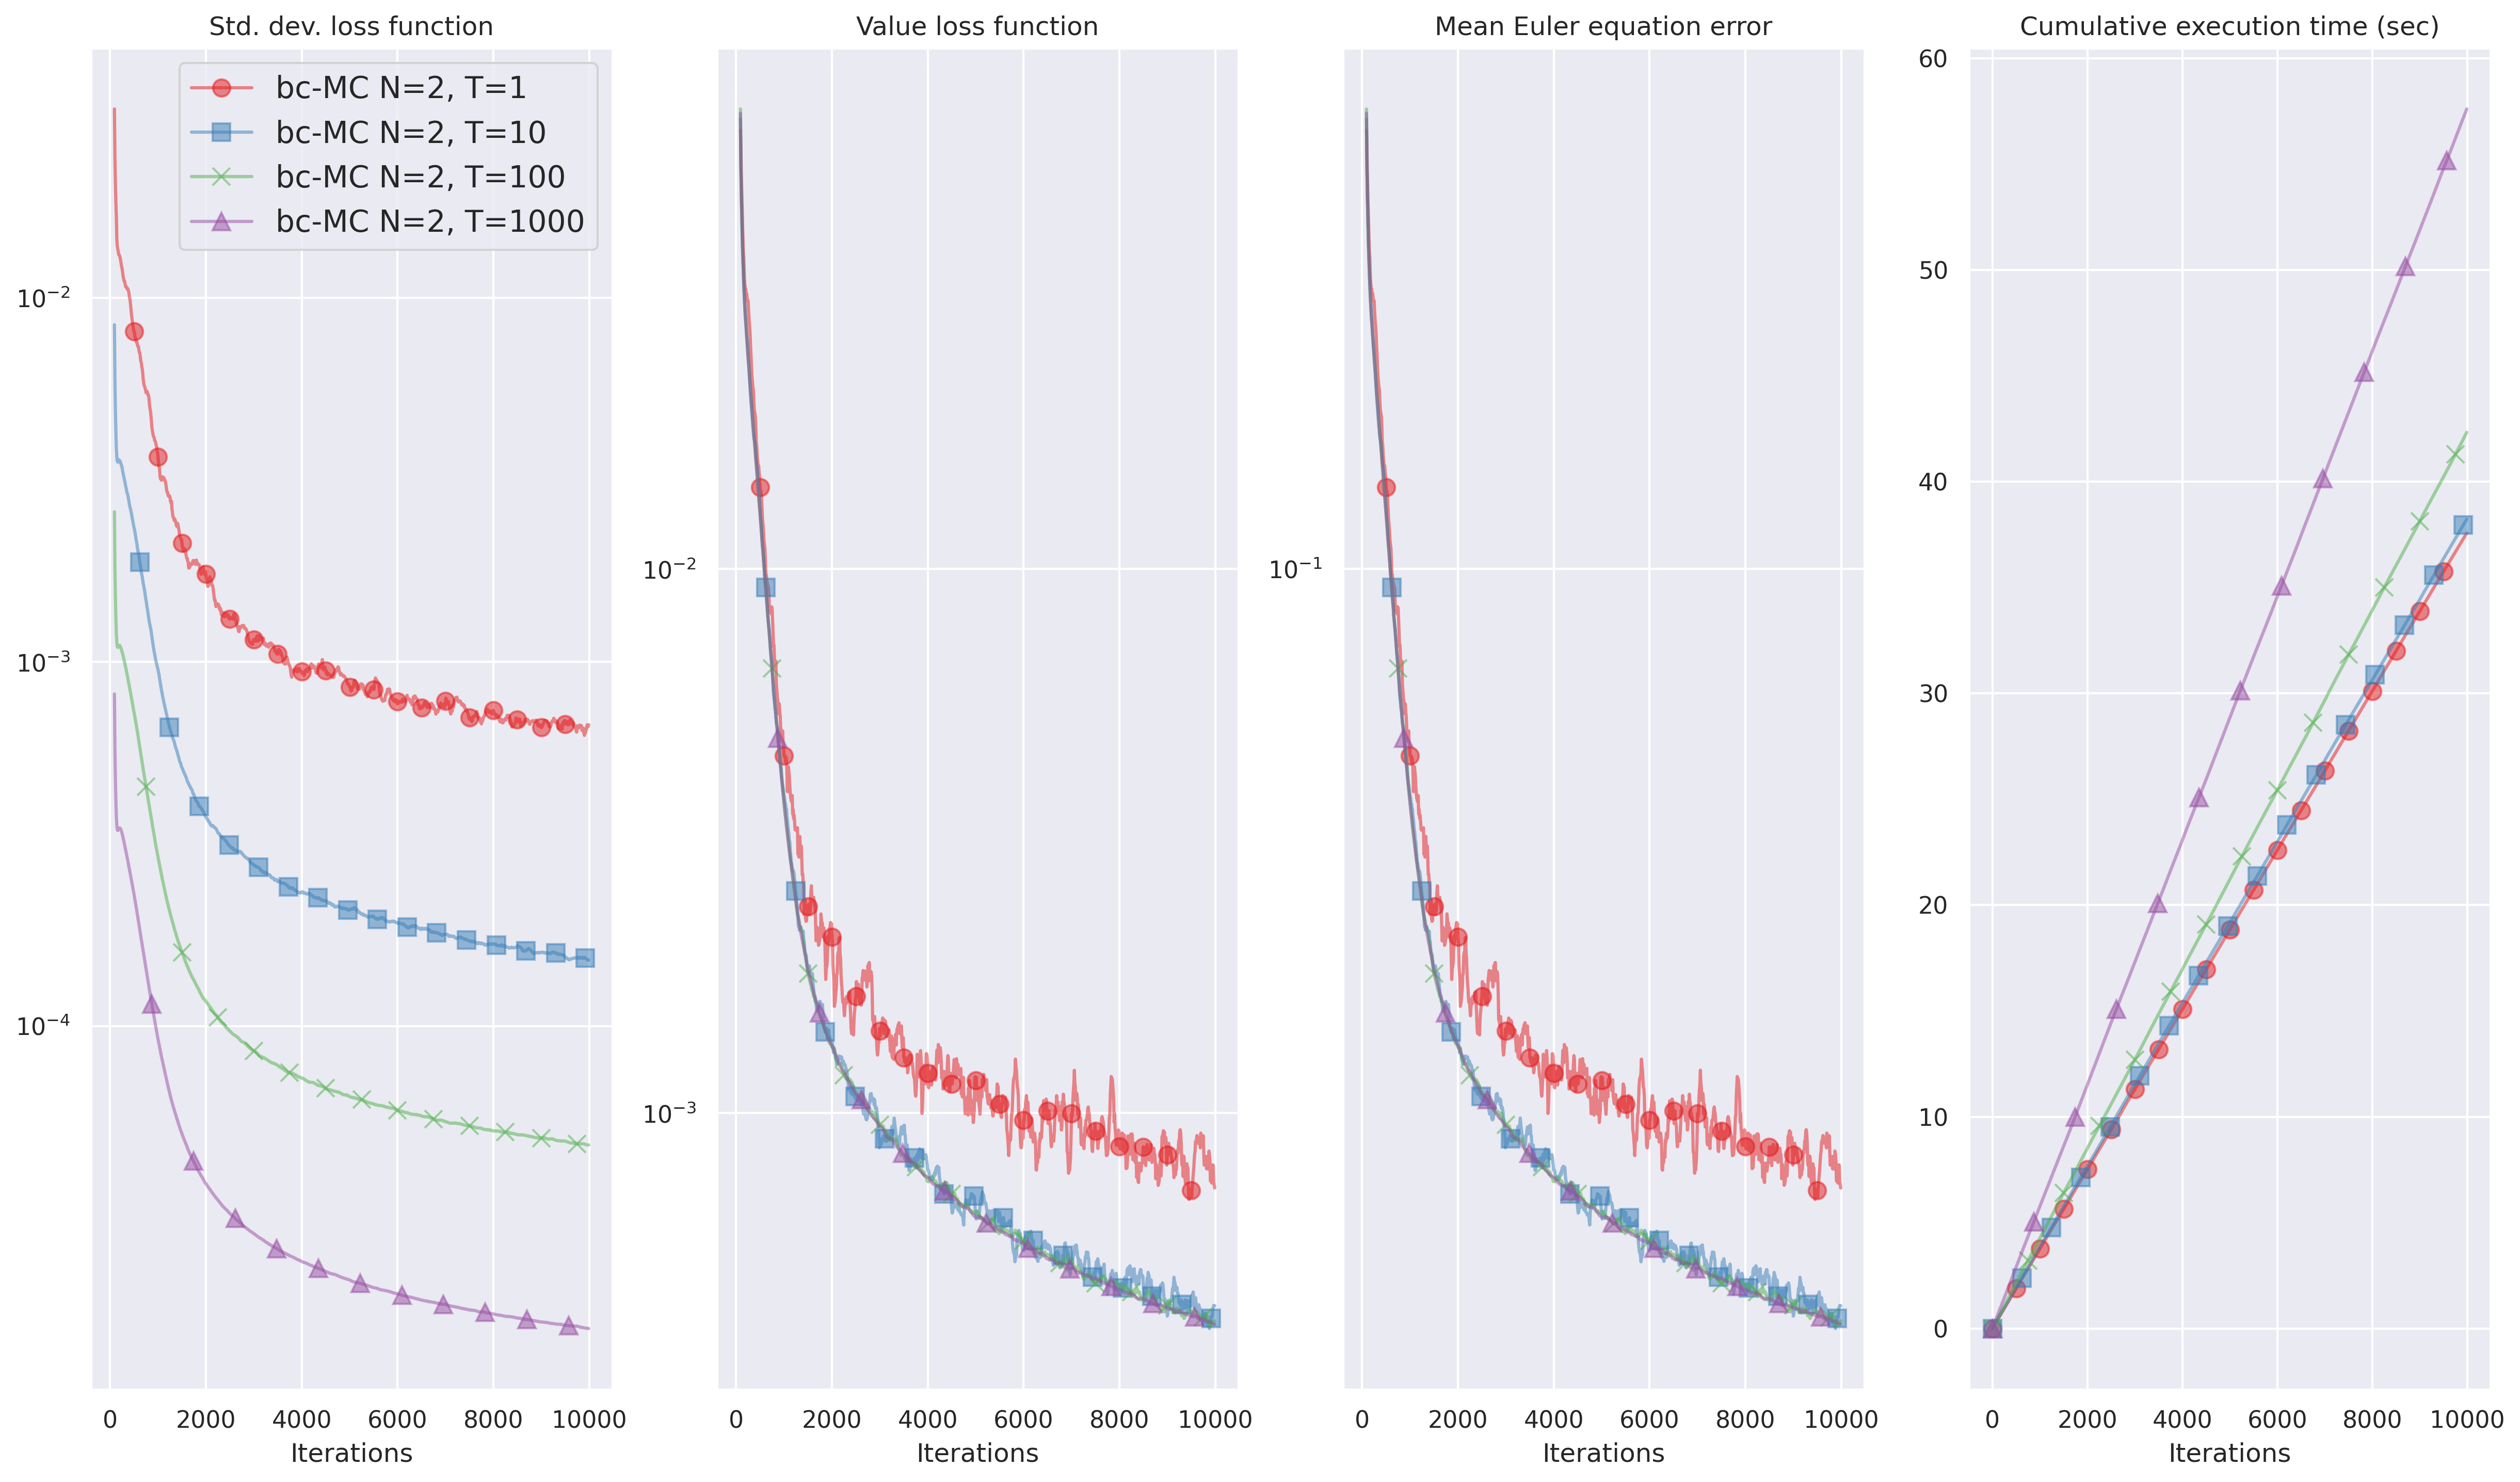 Std. dev. loss function
bc-MC N=2, T=1
bc-MC N=2, T=10
bc-MC N=2, T=100
bc-MC N=2, T=1000
10⁻²
10⁻³
10⁻⁴
0 2000 4000 6000 8000 10000
Iterations
Value loss function
10⁻²
10⁻³
0 2000 4000 6000 8000 10000
Iterations
Mean Euler equation error
10⁻¹
0 2000 4000 6000 8000 10000
Iterations
Cumulative execution time (sec)
60
50
40
30
20
10
0
0 2000 4000 6000 8000 10000
Iterations